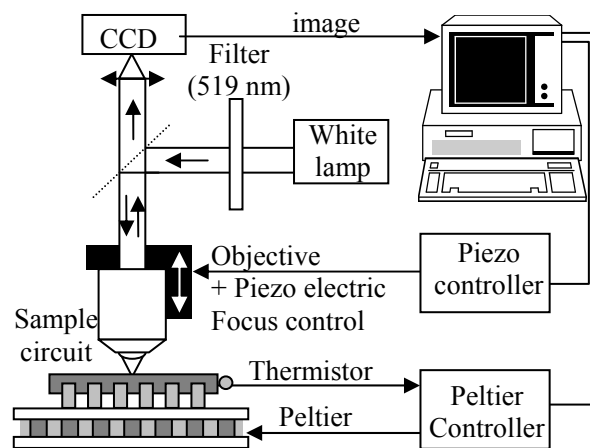 CCD
image
Filter
(519 nm)
White
lamp
Objective
+ Piezo electric
Focus control
Piezo
controller
Sample
circuit
Thermistor
Peltier
Peltier
Controller